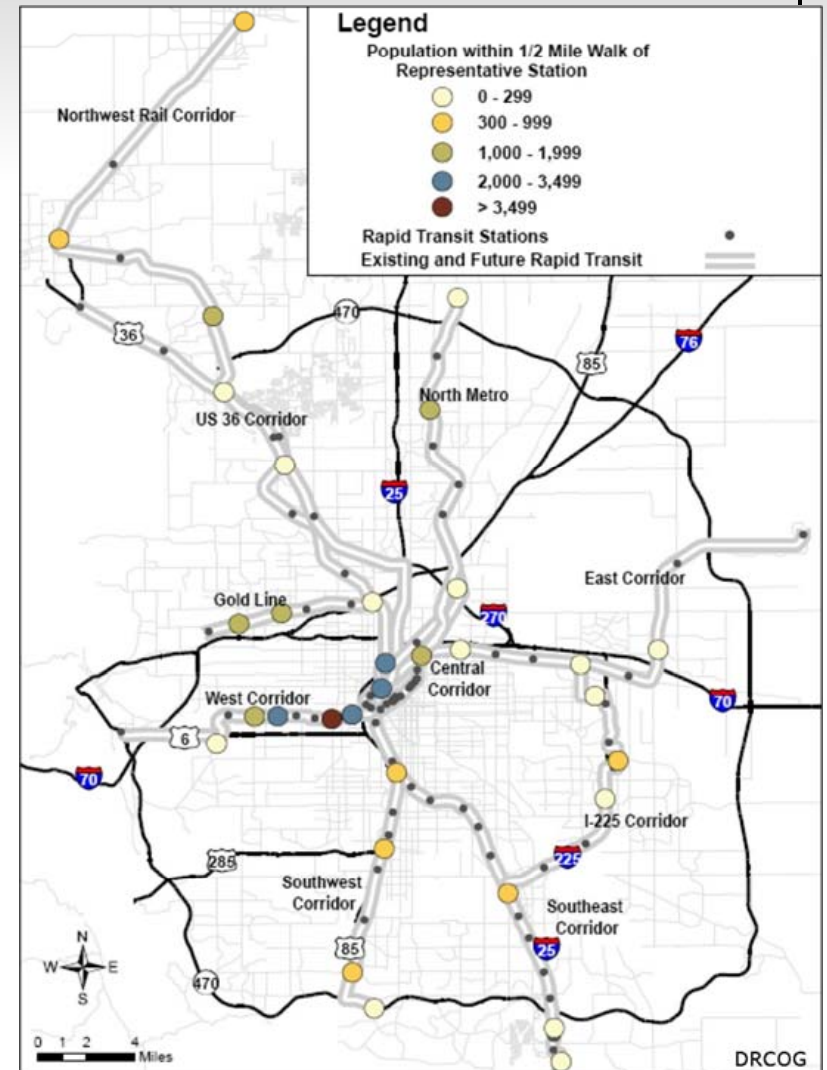 Legend
Population within 1/2 Mile Walk of
Representative Station
0 - 299
300 - 999
1,000 - 1,999
2,000 - 3,499
> 3,499
Rapid Transit Stations
Existing and Future Rapid Transit
Northwest Rail Corridor
470
36
76
85
US 36 Corridor
North Metro
25
East Corridor
Gold Line
270
Central
Corridor
West Corridor
70
6
70
I-225 Corridor
285
225
Southwest
Corridor
Southeast
Corridor
85
25
N
W E
S
470
0 1 2 4
Miles
DRCOG